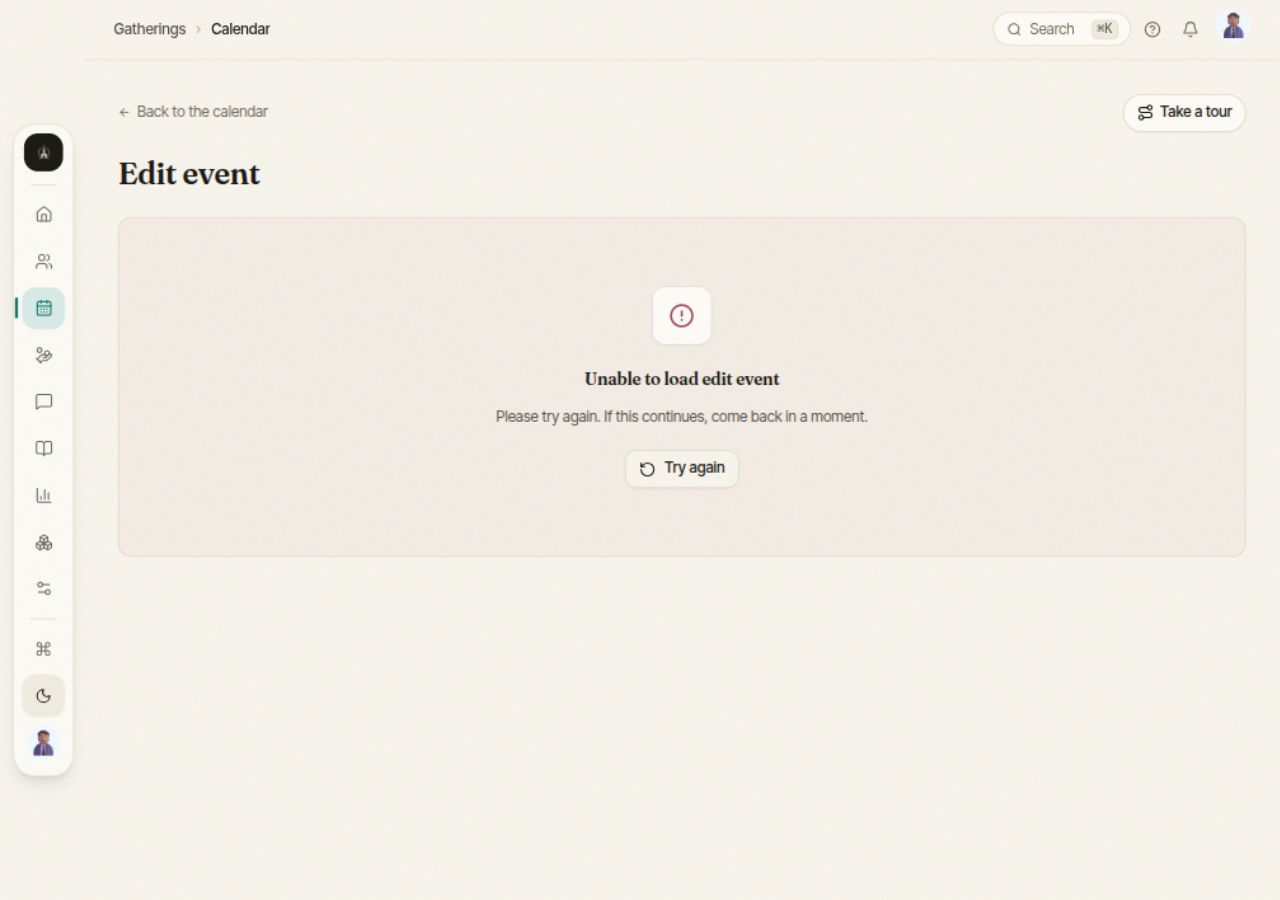 Gatherings › Calendar
Search ⌘K
← Back to the calendar
Take a tour
Edit event
Unable to load edit event
Please try again. If this continues, come back in a moment.
Try again